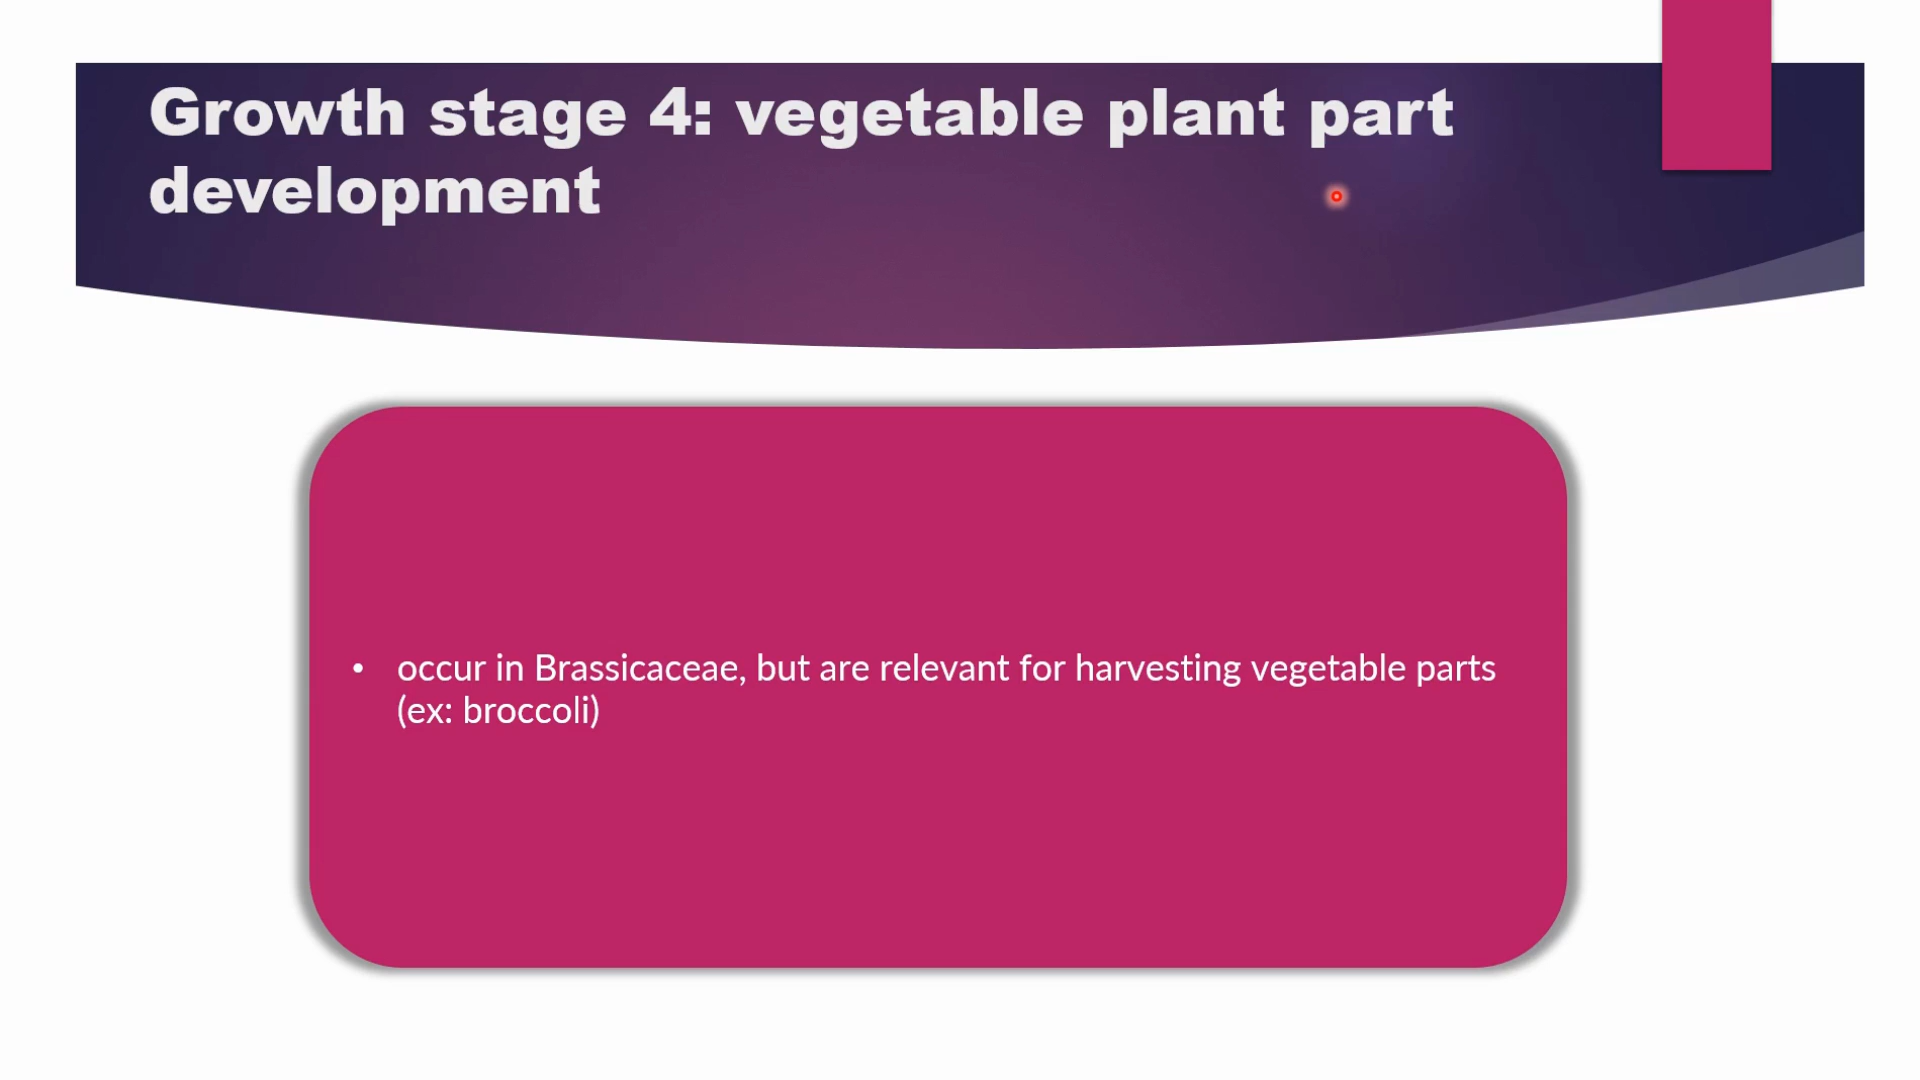 Growth stage 4: vegetable plant part
development
• occur in Brassicaceae, but are relevant for harvesting vegetable parts
(ex: broccoli)